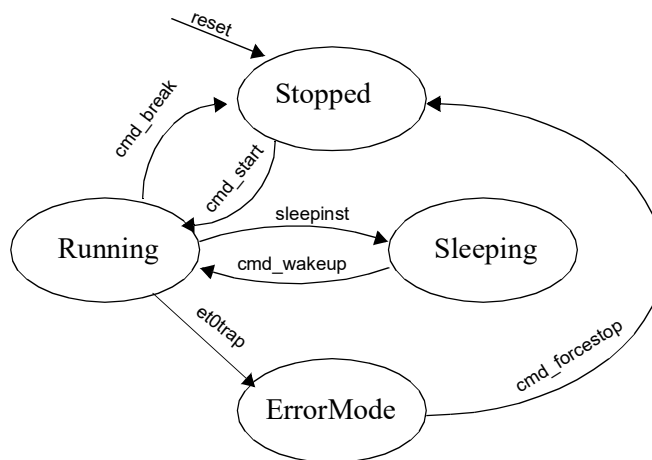 reset
Stopped
cmd_break
cmd_start
sleepinst
Running
Sleeping
cmd_wakeup
et0trap
cmd_forcestop
ErrorMode